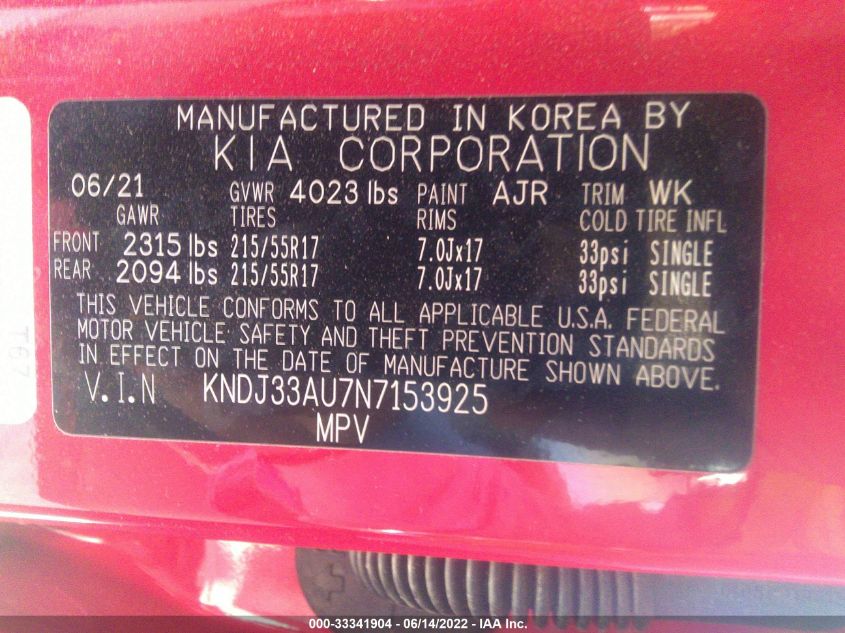 MANUFACTURED IN KOREA BY
KIA CORPORATION
06/21 GVWR 4023 lbs PAINT AJR TRIM WK
GAWR TIRES RIMS COLD TIRE INFL
FRONT 2315 lbs 215/55R17 7.0Jx17 33psi SINGLE
REAR 2094 lbs 215/55R17 7.0Jx17 33psi SINGLE
THIS VEHICLE CONFORMS TO ALL APPLICABLE U.S.A. FEDERAL
MOTOR VEHICLE SAFETY AND THEFT PREVENTION STANDARDS
IN EFFECT ON THE DATE OF MANUFACTURE SHOWN ABOVE.
V.I.N KNDJ33AU7N7153925
MPV
T67
000-33341904 - 06/14/2022 - IAA Inc.